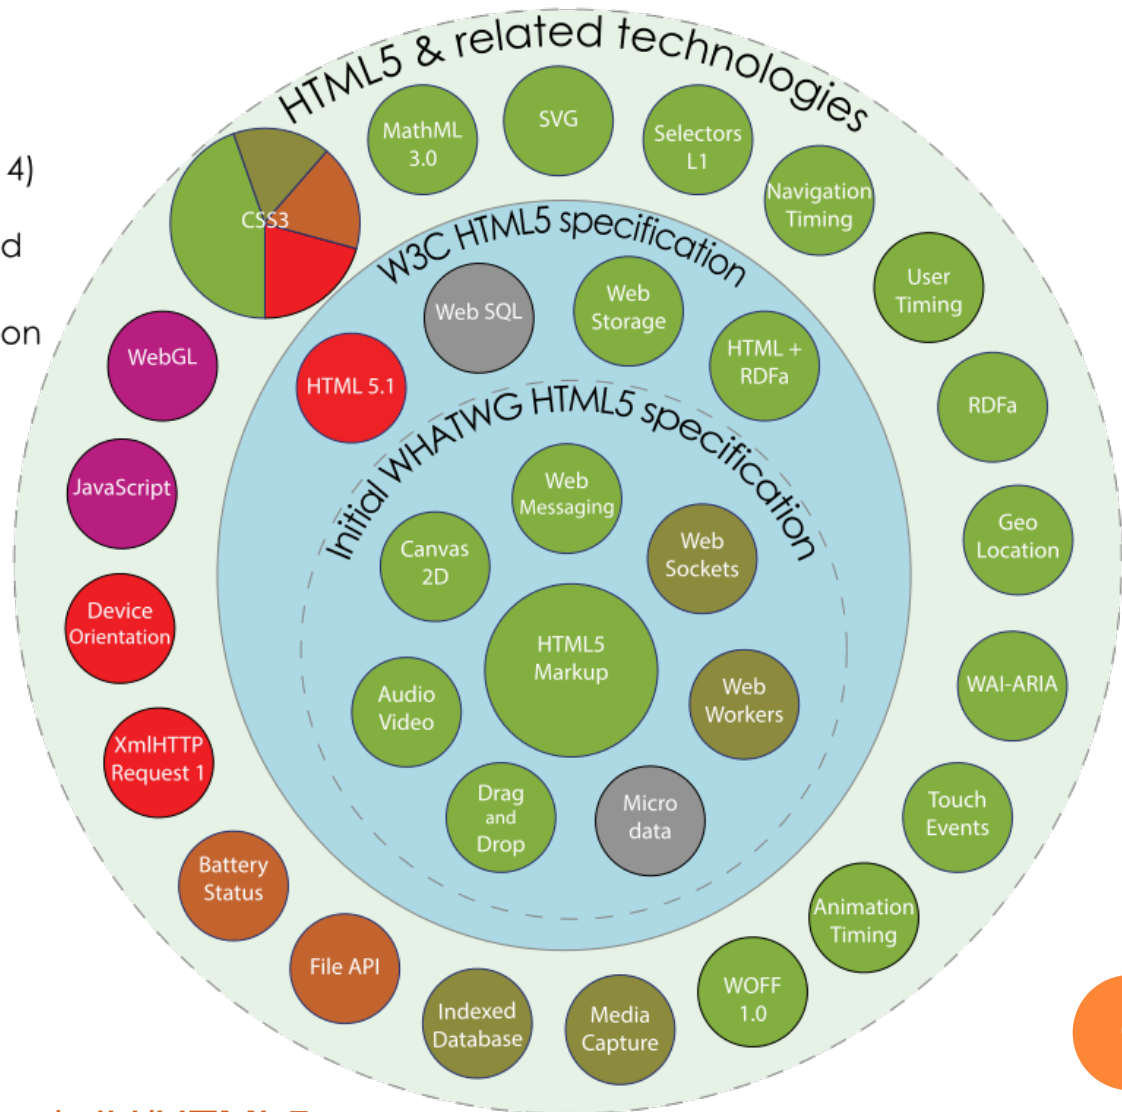 HTML5 & related technologies
4)
d
on
MathML
3.0
SVG
Selectors
L1
Navigation
Timing
User
Timing
RDFa
Geo
Location
WAI-ARIA
Touch
Events
Animation
Timing
WOFF
1.0
Media
Capture
Indexed
Database
File API
Battery
Status
XmlHTTP
Request 1
Device
Orientation
JavaScript
WebGL
CSS3
W3C HTML5 specification
HTML 5.1
Web SQL
Web
Storage
HTML +
RDFa
Initial WHATWG HTML5 specification
Web
Messaging
Web
Sockets
Canvas
2D
HTML5
Markup
Web
Workers
Audio
Video
Drag
and
Drop
Micro
data